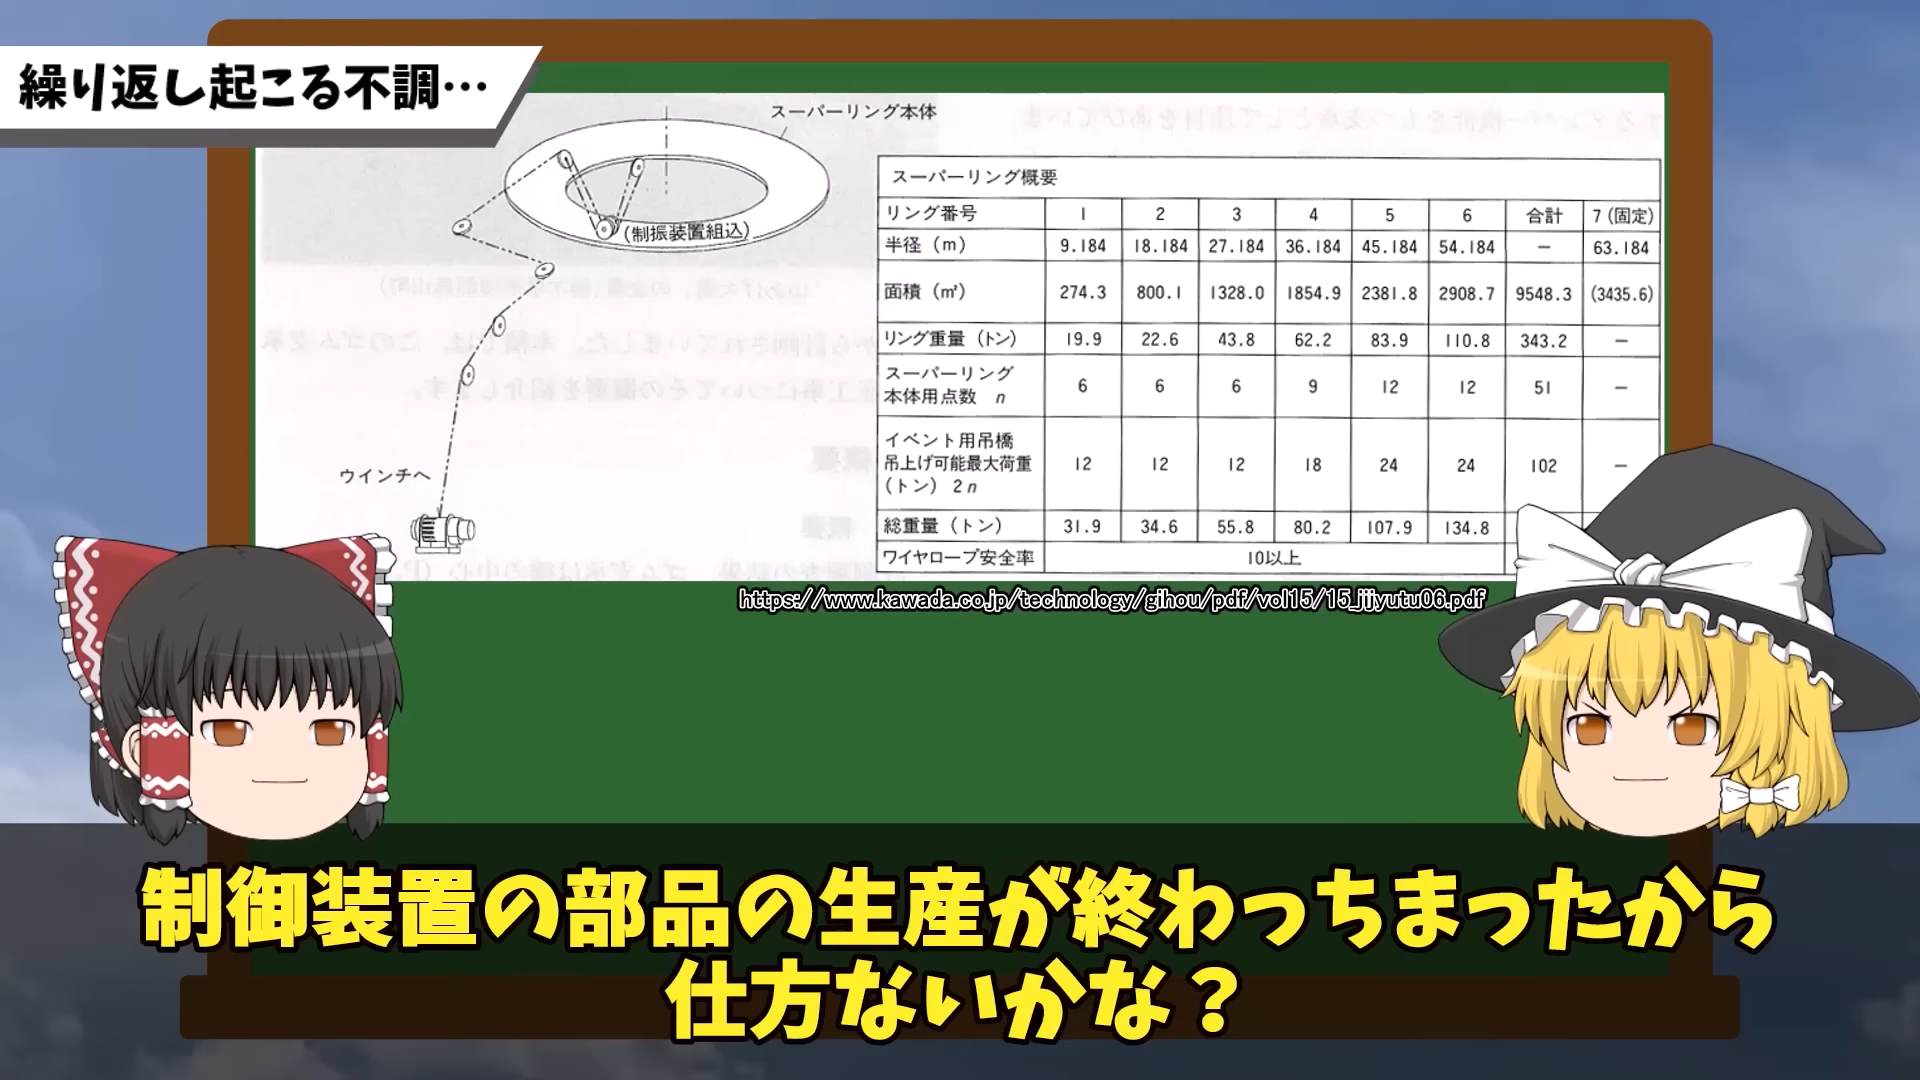 繰り返し起こる不調…
スーパーリング本体
(制振装置組込)
ウインチへ
スーパーリング概要
リング番号 1 2 3 4 5 6 合計 7(固定)
半径(m) 9.184 18.184 27.184 36.184 45.184 54.184 − 63.184
面積(㎡) 274.3 800.1 1328.0 1854.9 2381.8 2908.7 9548.3 (3435.6)
リング重量(トン) 19.9 22.6 43.8 62.2 83.9 110.8 343.2 −
スーパーリング
本体用点数 n 6 6 6 9 12 12 51 −
イベント用吊橋
吊上げ可能最大荷重
(トン) 2n 12 12 12 18 24 24 102 −
総重量(トン) 31.9 34.6 55.8 80.2 107.9 134.8
ワイヤロープ安全率 10以上
https://www.kawada.co.jp/technology/gihou/pdf/vol15/15_jijyutu06.pdf
制御装置の部品の生産が終わっちまったから
仕方ないかな?